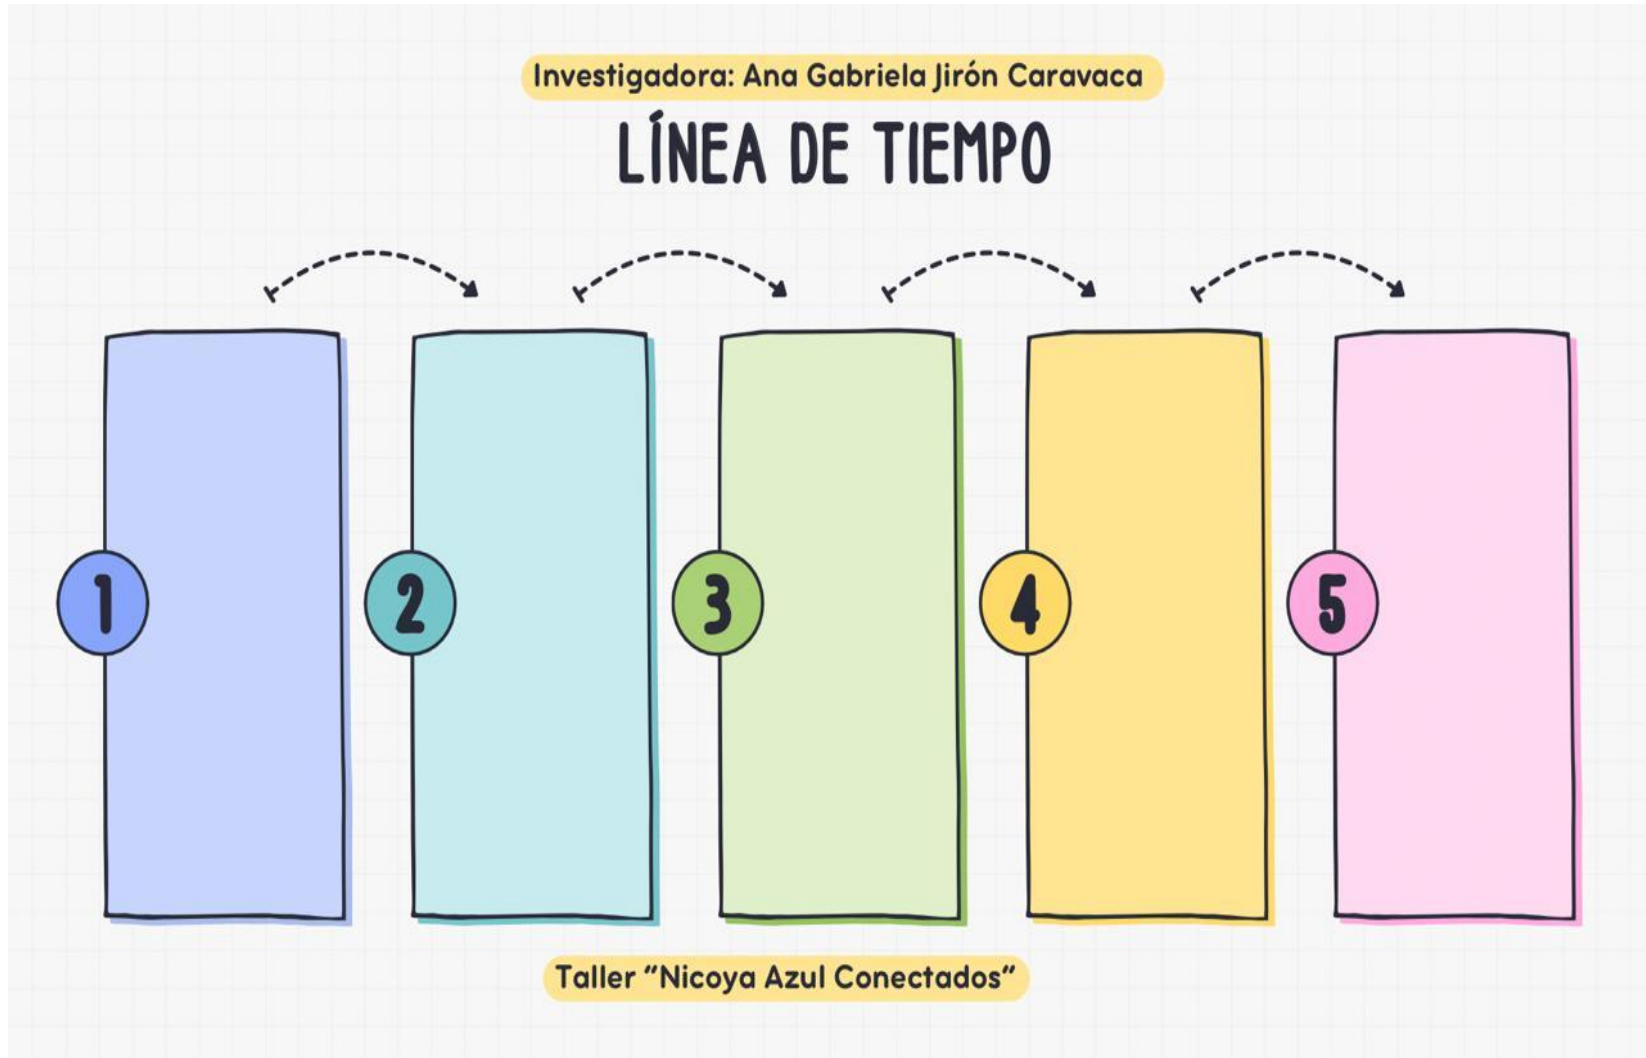 Investigadora: Ana Gabriela Jirón Caravaca
LÍNEA DE TIEMPO
1
2
3
4
5
Taller “Nicoya Azul Conectados”